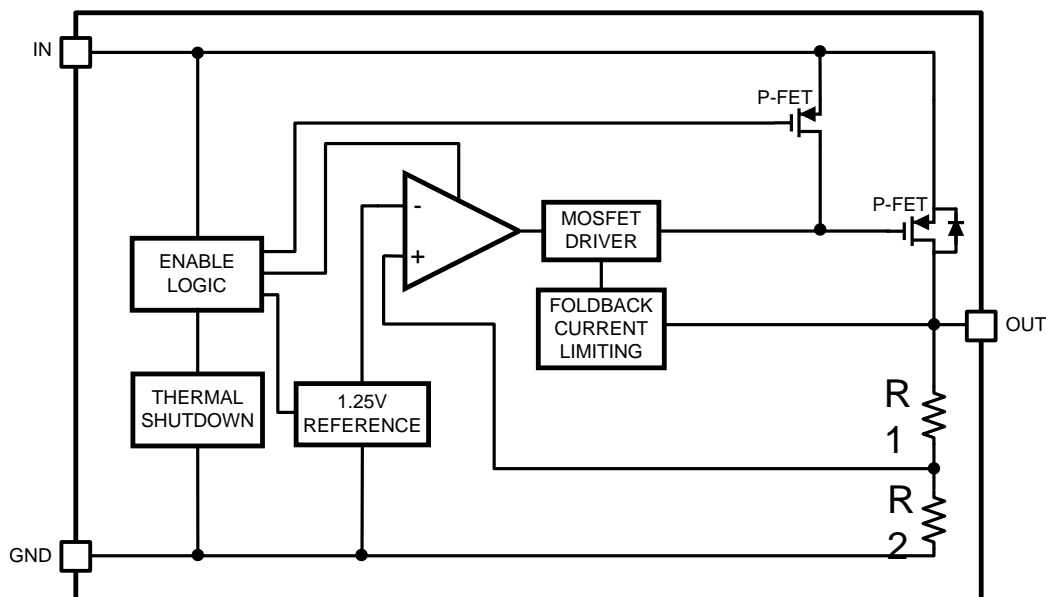 IN
P-FET
P-FET
-
+
MOSFET
DRIVER
ENABLE
LOGIC
FOLDBACK
CURRENT
LIMITING
OUT
THERMAL
SHUTDOWN
1.25V
REFERENCE
R
1
R
2
GND